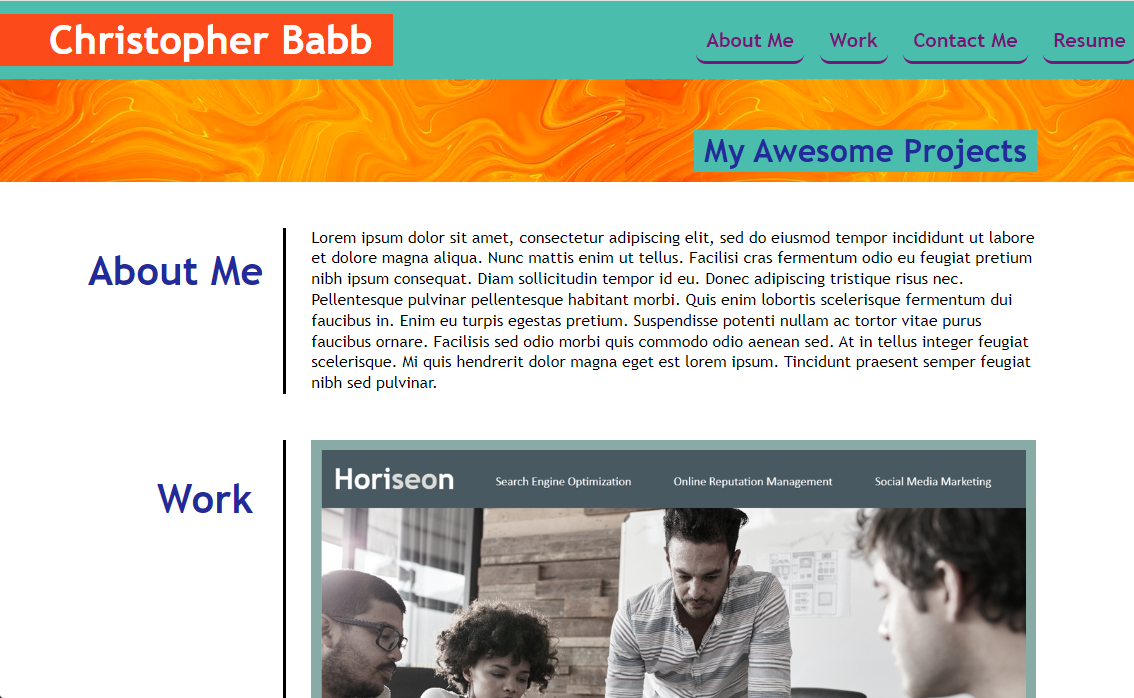 Christopher Babb
About Me Work Contact Me Resume
My Awesome Projects
About Me
Lorem ipsum dolor sit amet, consectetur adipiscing elit, sed do eiusmod tempor incididunt ut labore
et dolore magna aliqua. Nunc mattis enim ut tellus. Facilisi cras fermentum odio eu feugiat pretium
nibh ipsum consequat. Diam sollicitudin tempor id eu. Donec adipiscing tristique risus nec.
Pellentesque pulvinar pellentesque habitant morbi. Quis enim lobortis scelerisque fermentum dui
faucibus in. Enim eu turpis egestas pretium. Suspendisse potenti nullam ac tortor vitae purus
faucibus ornare. Facilisis sed odio morbi quis commodo odio aenean sed. At in tellus integer feugiat
scelerisque. Mi quis hendrerit dolor magna eget est lorem ipsum. Tincidunt praesent semper feugiat
nibh sed pulvinar.
Work
Horiseon Search Engine Optimization Online Reputation Management Social Media Marketing